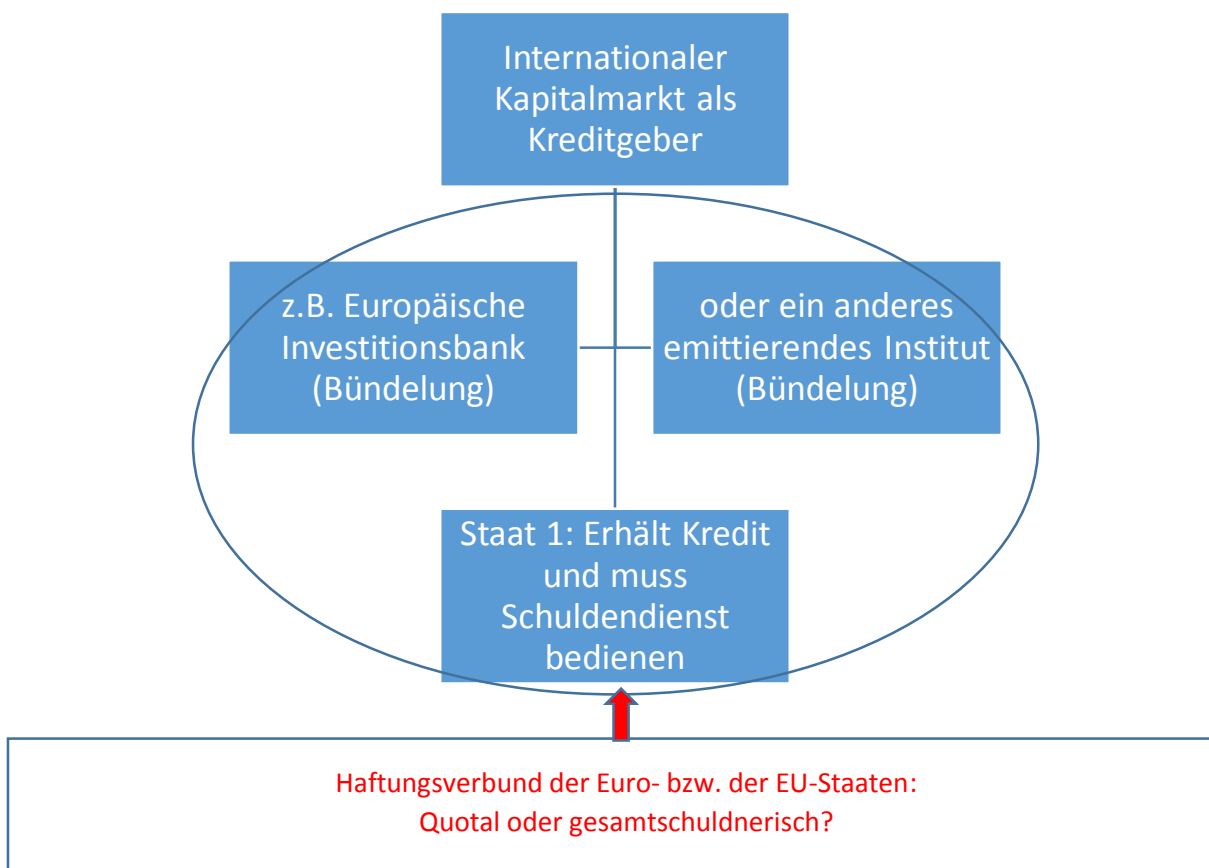 Internationaler
Kapitalmarkt als
Kreditgeber
z.B. Europäische
Investitionsbank
(Bündelung)
oder ein anderes
emittierendes Institut
(Bündelung)
Staat 1: Erhält Kredit
und muss
Schuldendienst
bedienen
Haftungsverbund der Euro- bzw. der EU-Staaten:
Quotal oder gesamtschuldnerisch?